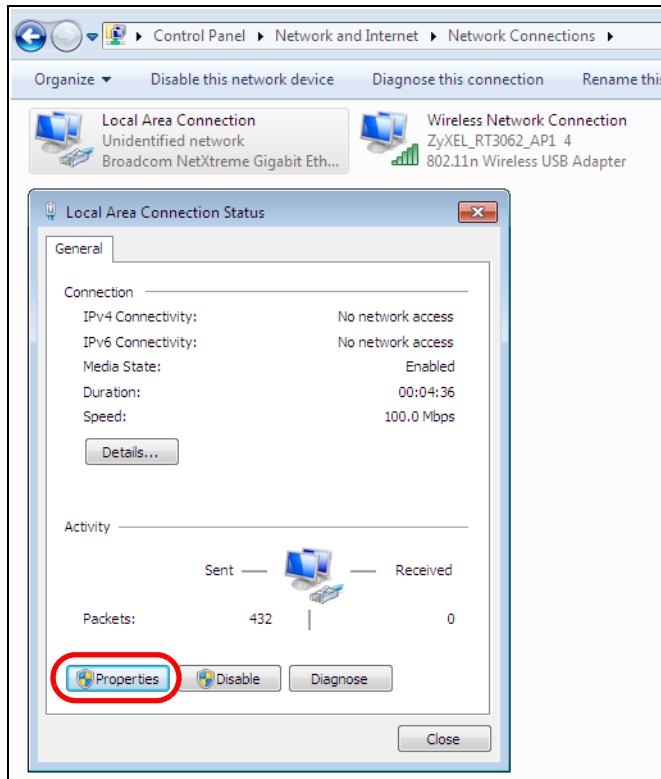 Control Panel Network and Internet Network Connections
Organize Disable this network device Diagnose this connection Rename this
Local Area Connection
Unidentified network
Broadcom NetXtreme Gigabit Eth...
Wireless Network Connection
ZyXEL_RT3062_AP1 4
802.11n Wireless USB Adapter
Local Area Connection Status
General
Connection
IPv4 Connectivity: No network access
IPv6 Connectivity: No network access
Media State: Enabled
Duration: 00:04:36
Speed: 100.0 Mbps
Details...
Activity
Sent Received
Packets: 432 0
Properties Disable Diagnose
Close